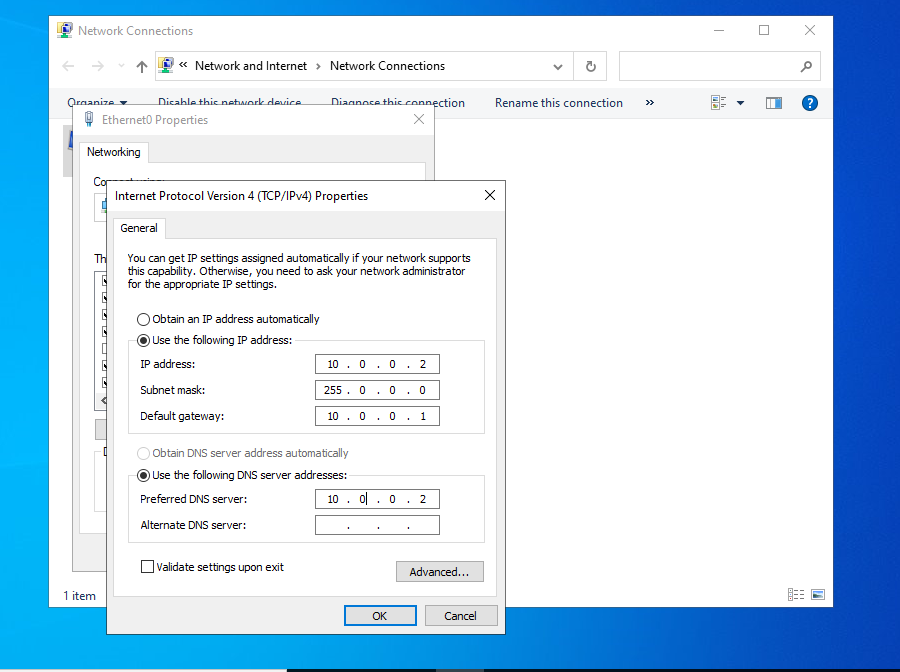 Network Connections
« Network and Internet › Network Connections
Organize Disable this network device Diagnose this connection Rename this connection »
Ethernet0 Properties
Networking
Internet Protocol Version 4 (TCP/IPv4) Properties
General
You can get IP settings assigned automatically if your network supports
this capability. Otherwise, you need to ask your network administrator
for the appropriate IP settings.
Obtain an IP address automatically
Use the following IP address:
IP address: 10 . 0 . 0 . 2
Subnet mask: 255 . 0 . 0 . 0
Default gateway: 10 . 0 . 0 . 1
Obtain DNS server address automatically
Use the following DNS server addresses:
Preferred DNS server: 10 . 0 . 0 . 2
Alternate DNS server: . . .
Validate settings upon exit
Advanced...
1 item
OK Cancel